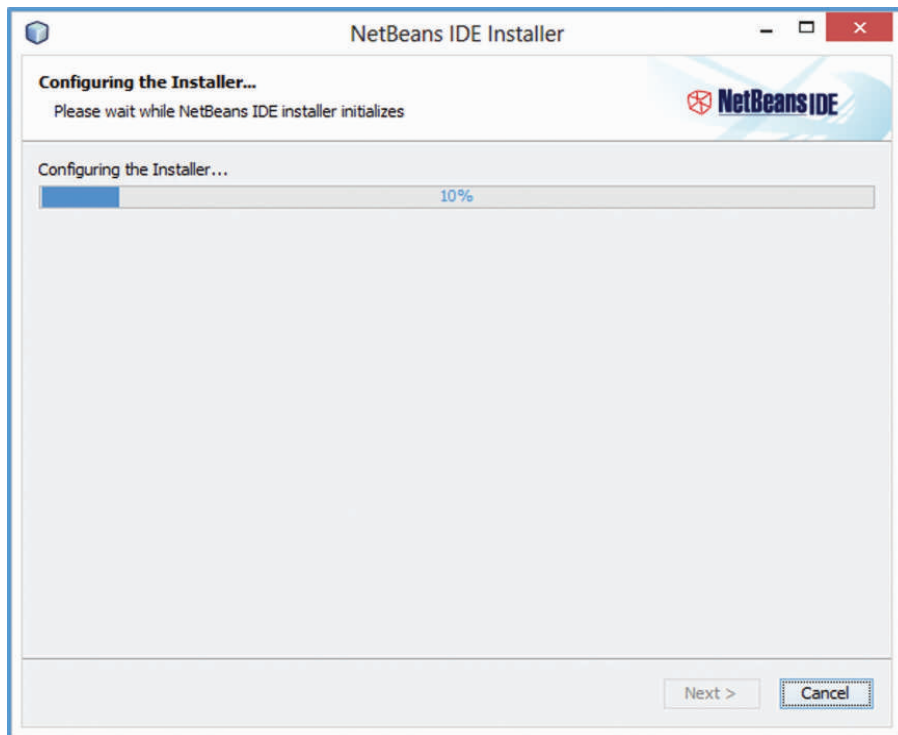 NetBeans IDE Installer
Configuring the Installer...
Please wait while NetBeans IDE installer initializes
NetBeans IDE
Configuring the Installer...
10%
Next >
Cancel